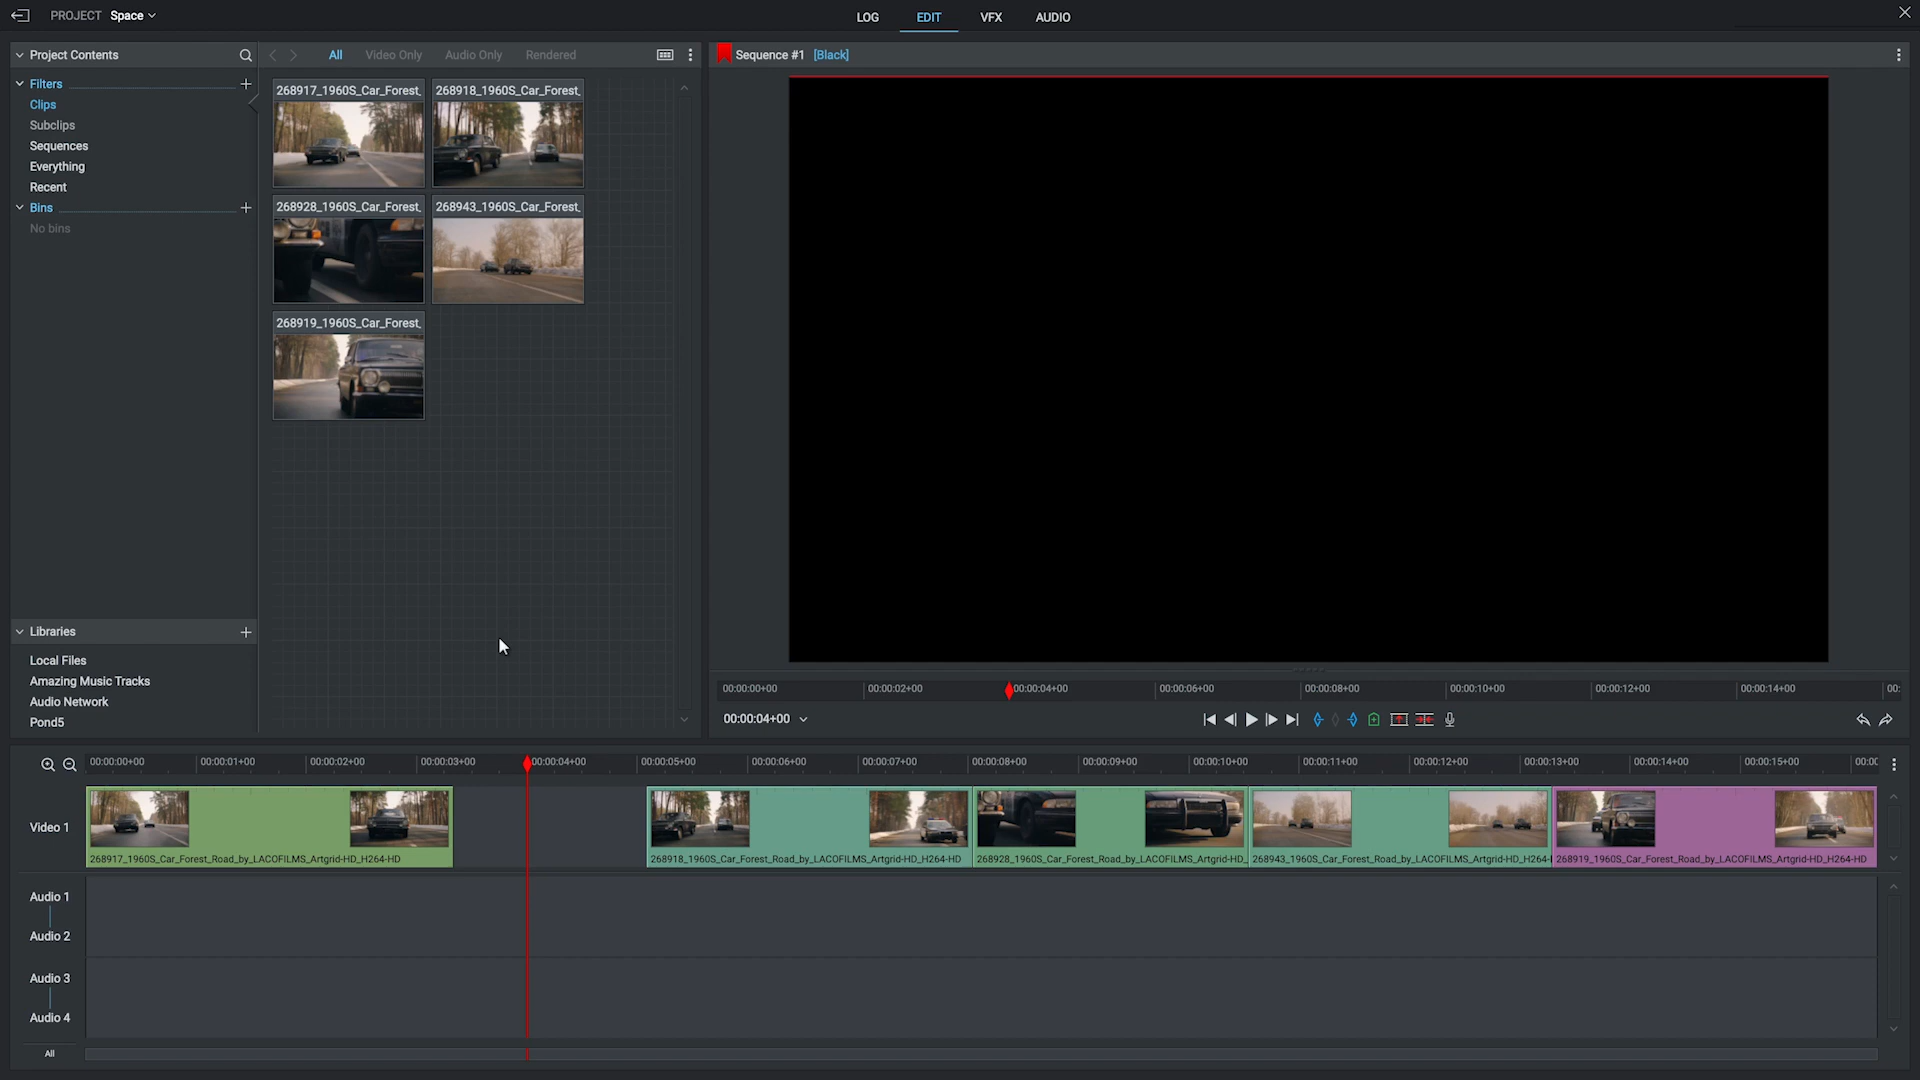 PROJECT Space
LOG EDIT VFX AUDIO
Project Contents
All Video Only Audio Only Rendered
Sequence #1 [Black]
Filters
Clips
Subclips
Sequences
Everything
Recent
Bins
No bins
268917_1960S_Car_Forest_
268918_1960S_Car_Forest_
268928_1960S_Car_Forest_
268943_1960S_Car_Forest_
268919_1960S_Car_Forest_
Libraries
Local Files
Amazing Music Tracks
Audio Network
Pond5
00:00:00+00 00:00:02+00 00:00:04+00 00:00:06+00 00:00:08+00 00:00:10+00 00:00:12+00 00:00:14+00 00:
00:00:04+00
00:00:00+00 00:00:01+00 00:00:02+00 00:00:03+00 00:00:04+00 00:00:05+00 00:00:06+00 00:00:07+00 00:00:08+00 00:00:09+00 00:00:10+00 00:00:11+00 00:00:12+00 00:00:13+00 00:00:14+00 00:00:15+00 00:0
Video 1
268917_1960S_Car_Forest_Road_by_LACOFILMS_Artgrid-HD_H264-HD
268918_1960S_Car_Forest_Road_by_LACOFILMS_Artgrid-HD_H264-HD
268928_1960S_Car_Forest_Road_by_LACOFILMS_Artgrid-HD_
268943_1960S_Car_Forest_Road_by_LACOFILMS_Artgrid-HD_H264-
268919_1960S_Car_Forest_Road_by_LACOFILMS_Artgrid-HD_H264-HD
Audio 1
Audio 2
Audio 3
Audio 4
All